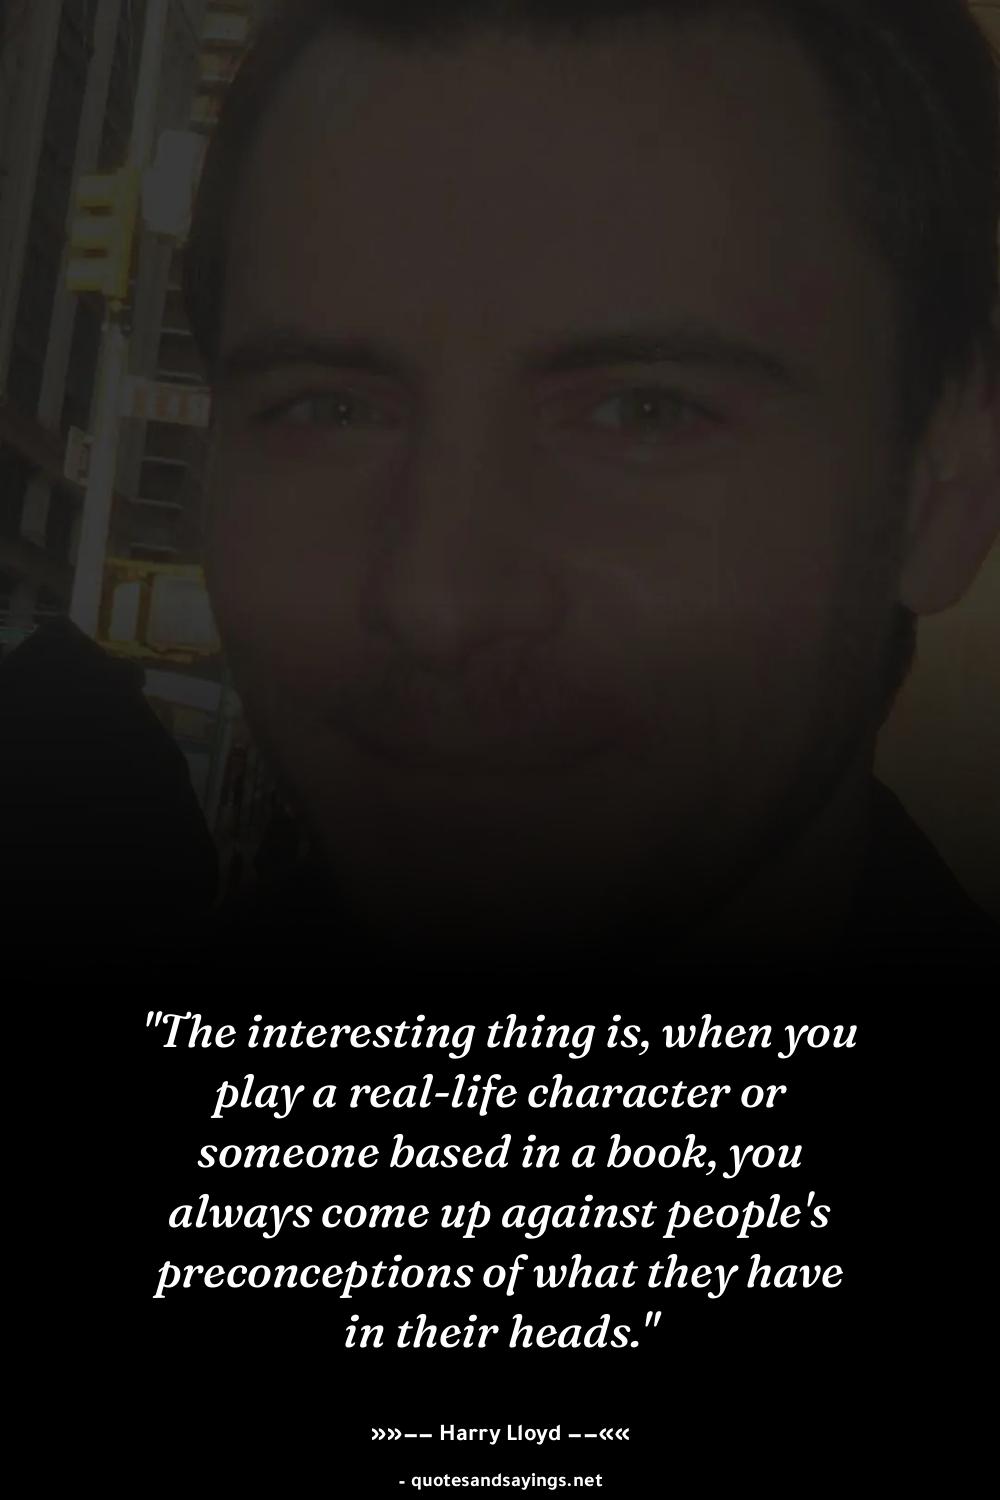 "The interesting thing is, when you
play a real-life character or
someone based in a book, you
always come up against people's
preconceptions of what they have
in their heads."
»»–– Harry Lloyd ––««
- quotesandsayings.net